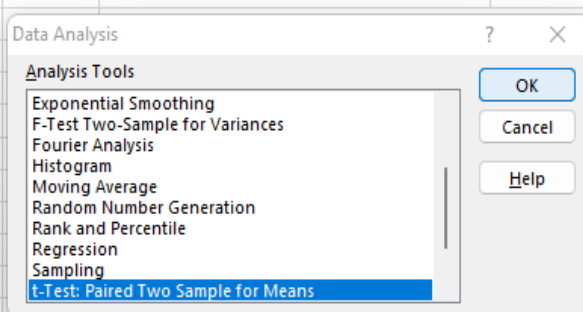 Data Analysis
?
Analysis Tools
OK
Exponential Smoothing
F-Test Two-Sample for Variances
Cancel
Fourier Analysis
Histogram
Help
Moving Average
Random Number Generation
Rank and Percentile
Regression
Sampling
t-Test: Paired Two Sample for Means